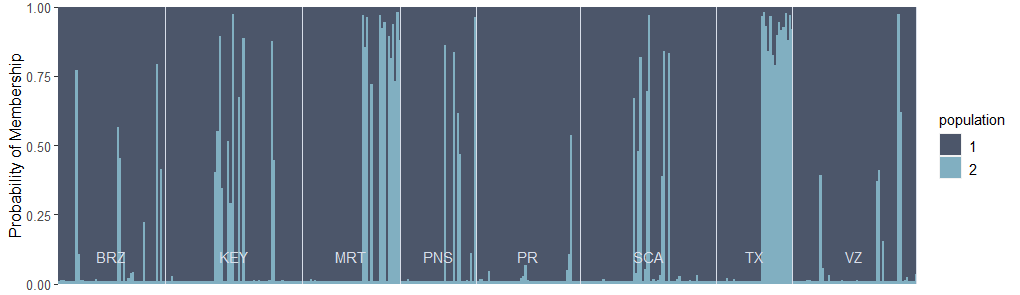 Probability of Membership
1.00
0.75
0.50
0.25
0.00
BRZ KEY MRT PNS PR SCA TX VZ
population
1
2